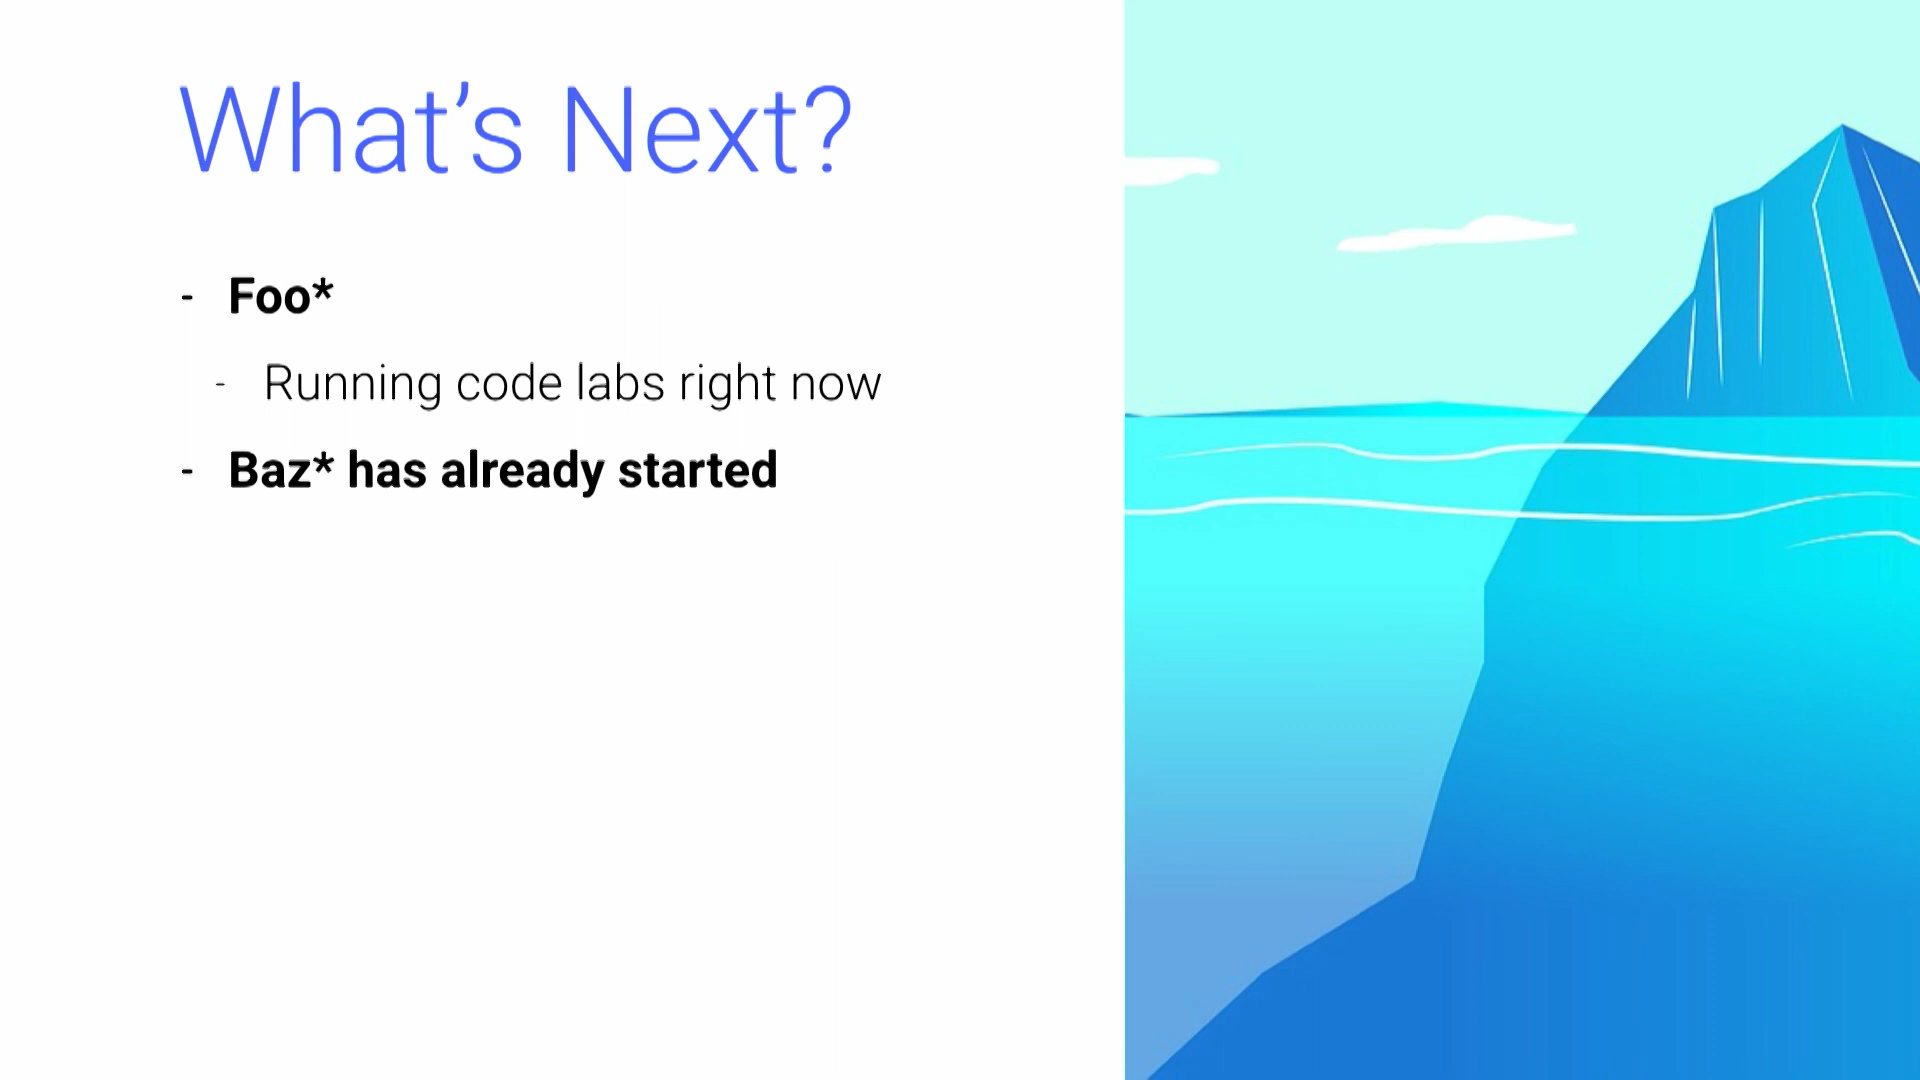 What’s Next?
- Foo*
- Running code labs right now
- Baz* has already started